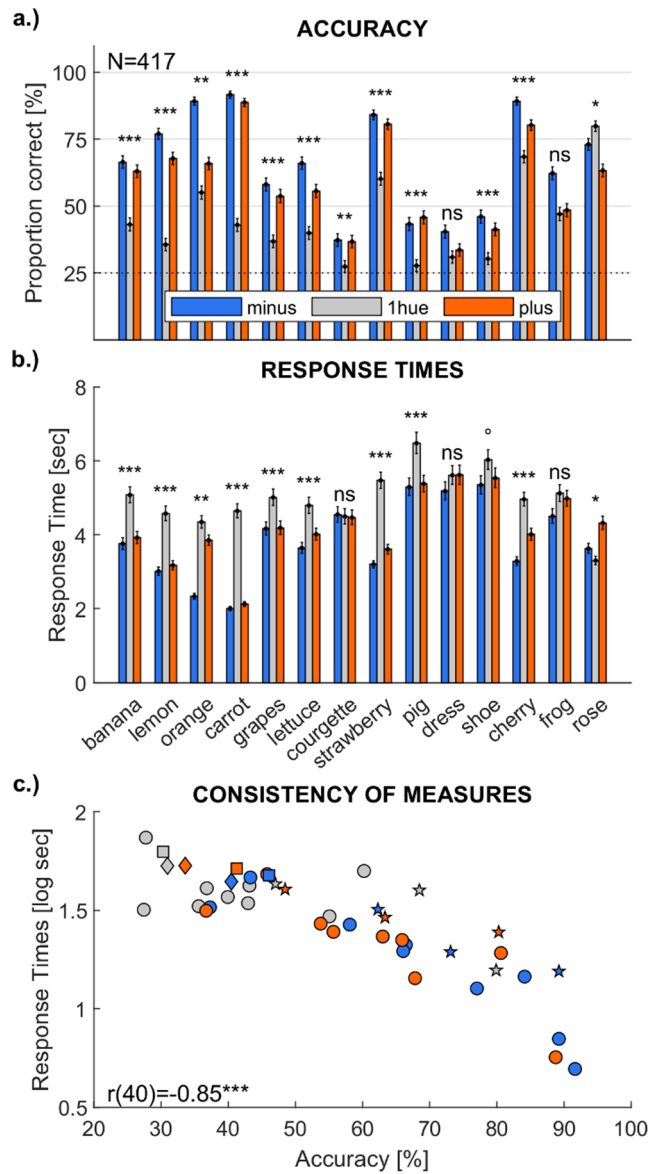 a.)
ACCURACY
N=417
Proportion correct [%]
100
75
50
25
*** *** ** *** *** *** ** *** *** ns *** *** ns *
minus 1hue plus
b.)
RESPONSE TIMES
Response Time [sec]
8
6
4
2
0
*** *** ** *** *** *** ns *** *** ns ° *** ns *
banana lemon orange carrot grapes lettuce courgette strawberry pig dress shoe cherry frog rose
c.)
CONSISTENCY OF MEASURES
Response Times [log sec]
2
1.5
1
0.5
r(40)=-0.85***
20 30 40 50 60 70 80 90 100
Accuracy [%]